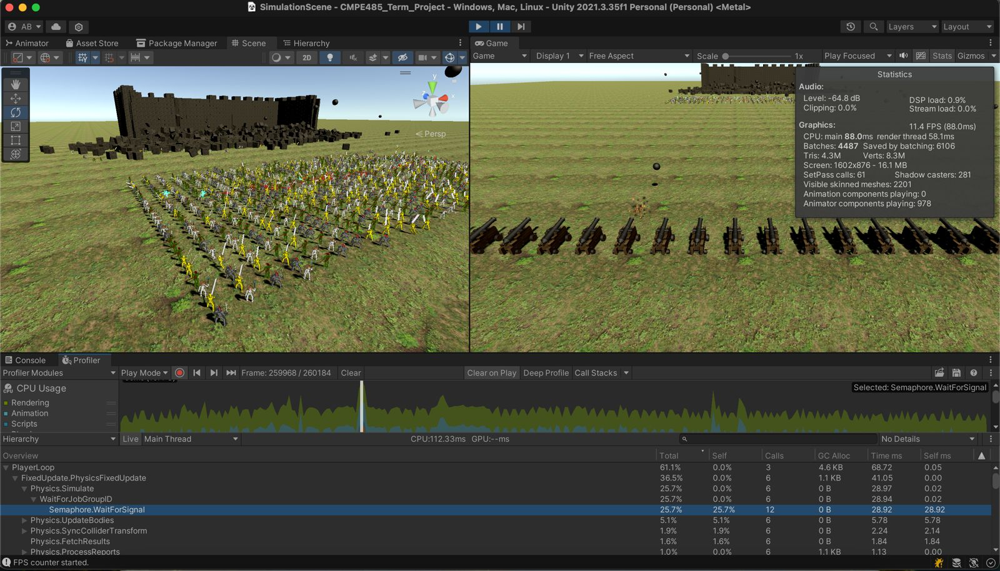 SimulationScene - CMPE485_Term_Project - Windows, Mac, Linux - Unity 2021.3.35f1 Personal (Personal) <Metal>
AB
Layers
Layout
Animator
Asset Store
Package Manager
Scene
Hierarchy
Game
2D
Game
Display 1
Free Aspect
Scale
1x
Play Focused
Stats
Gizmos
y
x
z
Persp
Statistics
Audio:
Level: -64.8 dB
DSP load: 0.9%
Clipping: 0.0%
Stream load: 0.0%
Graphics:
11.4 FPS (88.0ms)
CPU: main 88.0ms render thread 58.1ms
Batches: 4487 Saved by batching: 6106
Tris: 4.3M Verts: 8.3M
Screen: 1602x876 - 16.1 MB
SetPass calls: 61 Shadow casters: 281
Visible skinned meshes: 2201
Animation components playing: 0
Animator components playing: 978
Console
Profiler
Profiler Modules
Play Mode
Frame: 259968 / 260184
Clear
Clear on Play
Deep Profile
Call Stacks
CPU
CPU Usage
Selected: Semaphore.WaitForSignal
Rendering
Animation
Scripts
Hierarchy
Live
Main Thread
CPU:112.33ms GPU:--ms
No Details
Overview Total Self Calls GC Alloc Time ms Self ms
PlayerLoop 61.1% 0.0% 3 4.6 KB 68.72 0.05
FixedUpdate.PhysicsFixedUpdate 36.5% 0.0% 6 1.1 KB 41.05 0.00
Physics.Simulate 25.7% 0.0% 6 0 B 28.97 0.02
WaitForJobGroupID 25.7% 0.0% 6 0 B 28.94 0.02
Semaphore.WaitForSignal 25.7% 25.7% 12 0 B 28.92 28.92
Physics.UpdateBodies 5.1% 5.1% 6 0 B 5.78 5.78
Physics.SyncColliderTransform 1.9% 1.9% 6 0 B 2.24 2.14
Physics.FetchResults 1.6% 1.6% 6 0 B 1.84 1.84
Physics.ProcessReports 1.0% 0.0% 6 1.1 KB 1.13 0.00
FPS counter started.